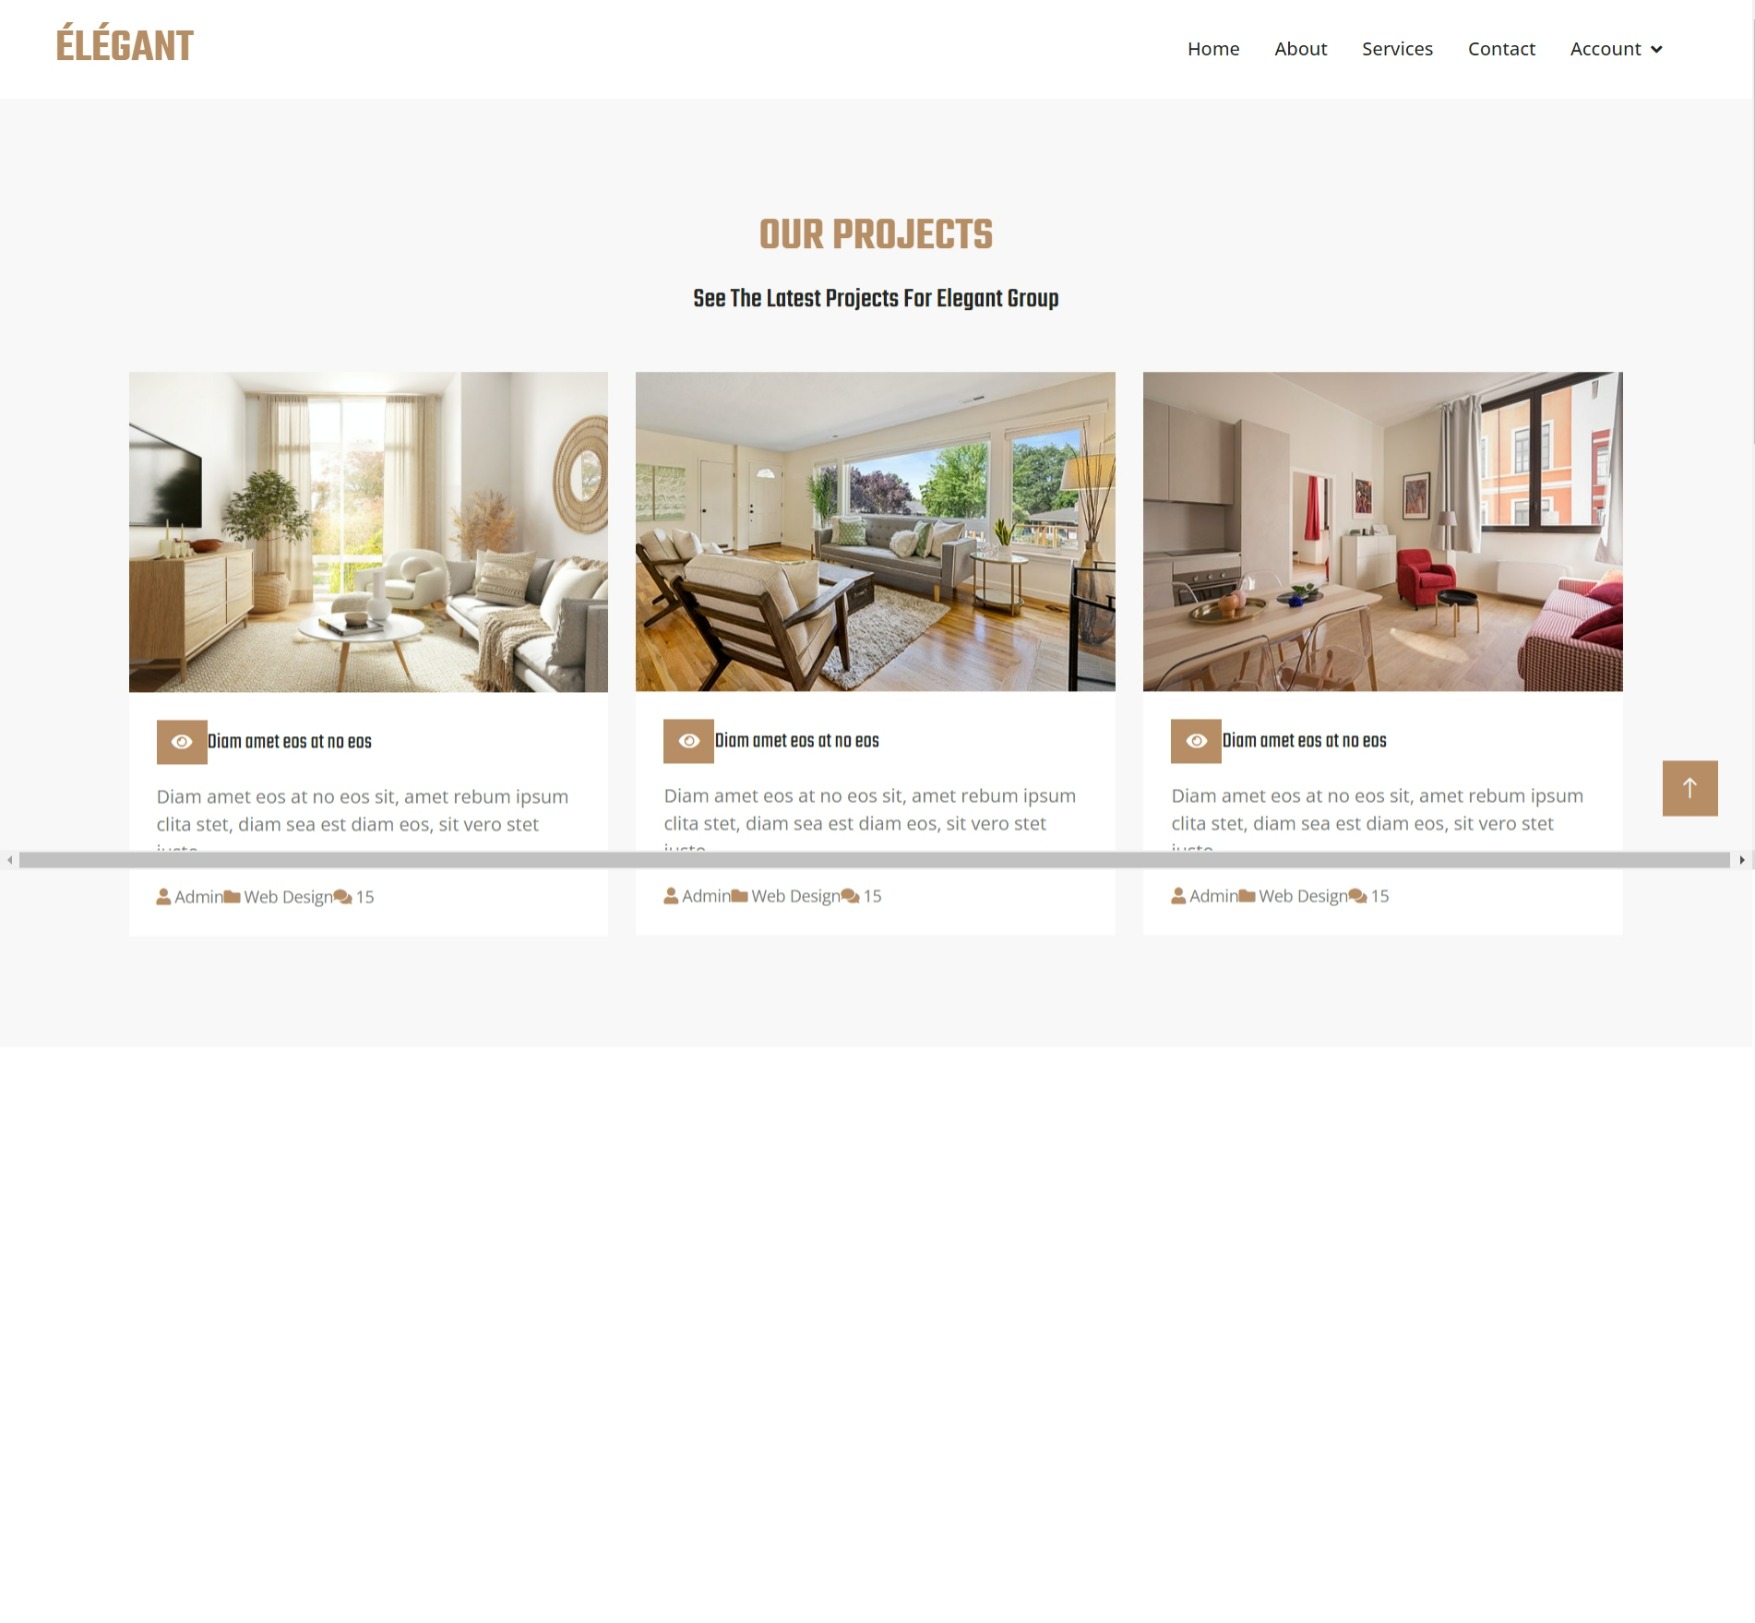 ÉLÉGANT
Home About Services Contact Account
OUR PROJECTS
See The Latest Projects For Elegant Group
Diam amet eos at no eos
Diam amet eos at no eos sit, amet rebum ipsum
clita stet, diam sea est diam eos, sit vero stet
justo
Admin Web Design 15
Diam amet eos at no eos
Diam amet eos at no eos sit, amet rebum ipsum
clita stet, diam sea est diam eos, sit vero stet
justo
Admin Web Design 15
Diam amet eos at no eos
Diam amet eos at no eos sit, amet rebum ipsum
clita stet, diam sea est diam eos, sit vero stet
justo
Admin Web Design 15